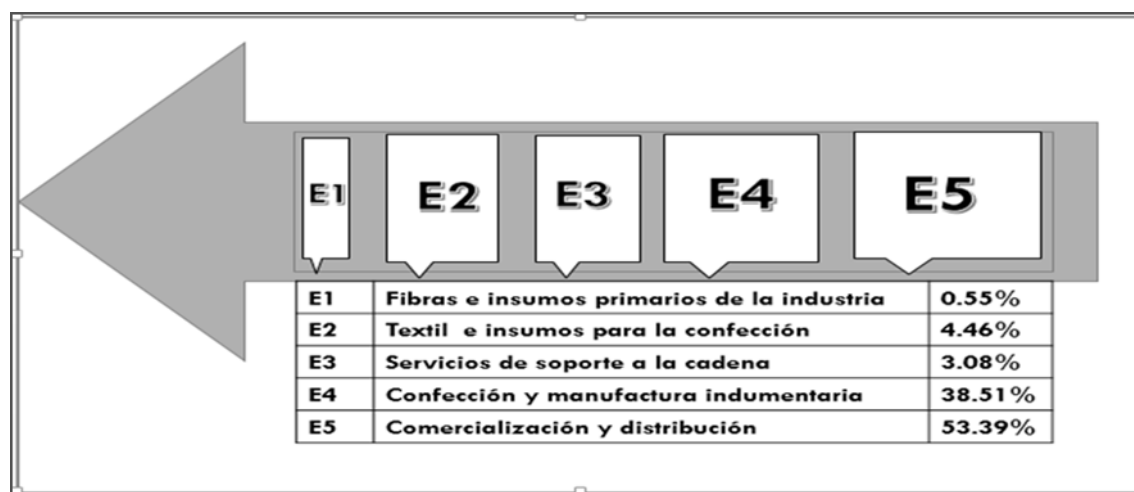 E1 E2 E3 E4 E5
E1 Fibras e insumos primarios de la industria 0.55%
E2 Textil e insumos para la confección 4.46%
E3 Servicios de soporte a la cadena 3.08%
E4 Confección y manufactura indumentaria 38.51%
E5 Comercialización y distribución 53.39%